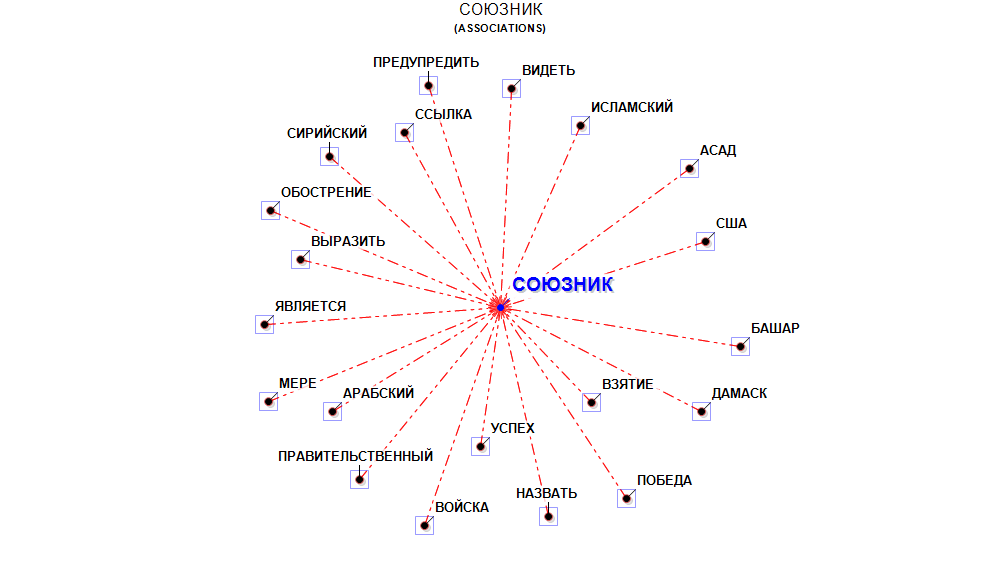 СОЮЗНИК
(ASSOCIATIONS)
ПРЕДУПРЕДИТЬ
ВИДЕТЬ
ИСЛАМСКИЙ
ССЫЛКА
СИРИЙСКИЙ
АСАД
ОБОСТРЕНИЕ
США
ВЫРАЗИТЬ
СОЮЗНИК
ЯВЛЯЕТСЯ
БАШАР
МЕРЕ
ВЗЯТИЕ
АРАБСКИЙ
ДАМАСК
УСПЕХ
ПРАВИТЕЛЬСТВЕННЫЙ
ПОБЕДА
НАЗВАТЬ
ВОЙСКА